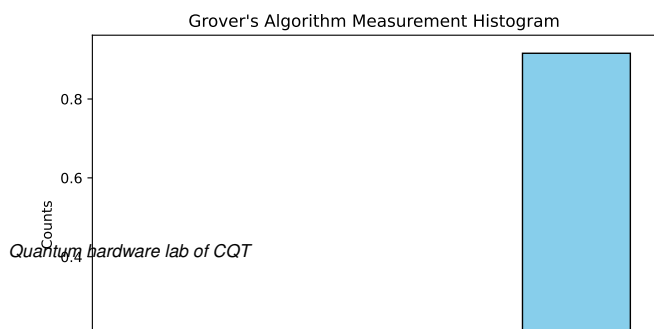 Grover's Algorithm Measurement Histogram
0.8
0.6
Counts
0.4
Quantum hardware lab of CQT